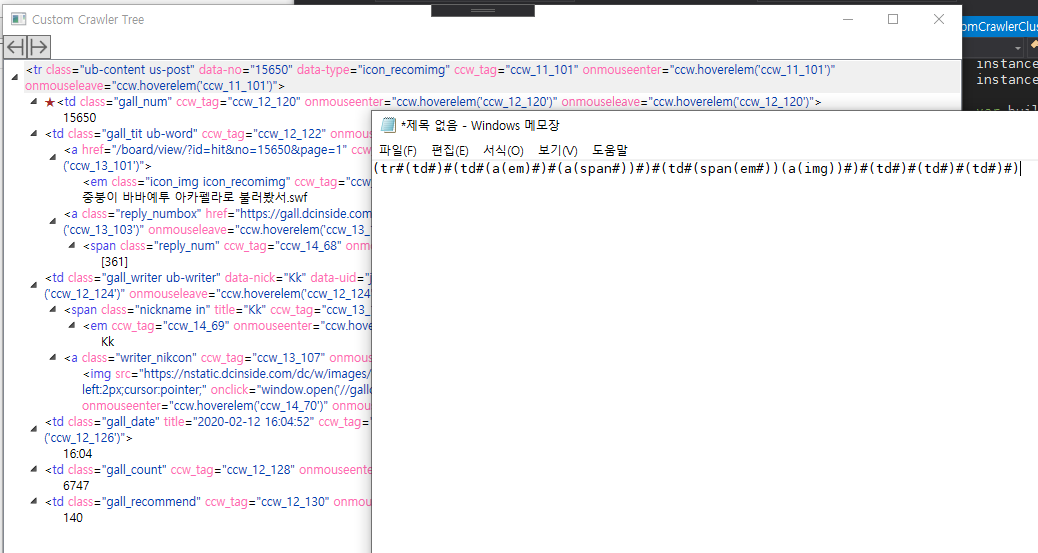 Custom Crawler Tree
omCrawlerClus
instance
instance
<tr class="ub-content us-post" data-no="15650" data-type="icon_recomimg" ccw_tag="ccw_11_101" onmouseenter="ccw.hoverelem('ccw_11_101')"
onmouseleave="ccw.hoverelem('ccw_11_101')">
★<td class="gall_num" ccw_tag="ccw_12_120" onmouseenter="ccw.hoverelem('ccw_12_120')" onmouseleave="ccw.hoverelem('ccw_12_120')">
15650
<td class="gall_tit ub-word" ccw_tag="ccw_12_122" onmous
<a href="/board/view/?id=hit&no=15650&page=1" ccw_tag="
('ccw_13_101')">
<em class="icon_img icon_recomimg" ccw_tag="ccw_
중붕이 바바예투 아카펠라로 불러봤서.swf
<a class="reply_numbox" href="https://gall.dcinside.com
('ccw_13_103')" onmouseleave="ccw.hoverelem('ccw_13_1
<span class="reply_num" ccw_tag="ccw_14_68" onmo
[361]
<td class="gall_writer ub-writer" data-nick="Kk" data-uid="j
('ccw_12_124')" onmouseleave="ccw.hoverelem('ccw_12_124'
<span class="nickname in" title="Kk" ccw_tag="ccw_13_
<em ccw_tag="ccw_14_69" onmouseenter="ccw.hove
Kk
<a class="writer_nikcon" ccw_tag="ccw_13_107" onmous
<img src="https://nstatic.dcinside.com/dc/w/images/
left:2px;cursor:pointer;" onclick="window.open('//gallo
onmouseenter="ccw.hoverelem('ccw_14_70')" onmou
<td class="gall_date" title="2020-02-12 16:04:52" ccw_tag="
('ccw_12_126')">
16:04
<td class="gall_count" ccw_tag="ccw_12_128" onmouseente
6747
<td class="gall_recommend" ccw_tag="ccw_12_130" onmou
140
*제목 없음 - Windows 메모장
파일(F) 편집(E) 서식(O) 보기(V) 도움말
(tr#(td#)#(td#(a(em)#)#(a(span#))#)#(td#(span(em#))(a(img))#)#(td#)#(td#)#(td#)#)